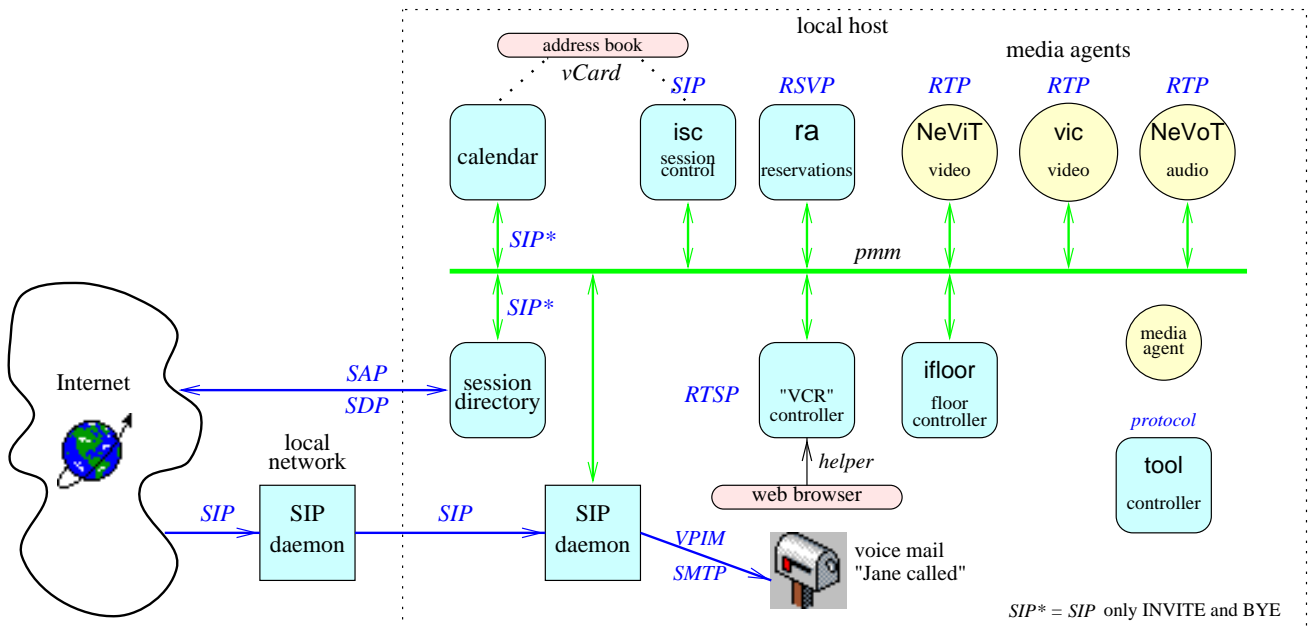 local host
address book
media agents
vCard
SIP
RSVP
RTP
RTP
RTP
calendar
isc
session
control
ra
reservations
NeViT
video
vic
video
NeVoT
audio
SIP*
pmm
SIP*
session
directory
"VCR"
controller
ifloor
floor
controller
media
agent
Internet
SAP
SDP
RTSP
protocol
tool
controller
local
network
helper
web browser
SIP
SIP
daemon
SIP
SIP
daemon
VPIM
SMTP
voice mail
"Jane called"
SIP* = SIP only INVITE and BYE